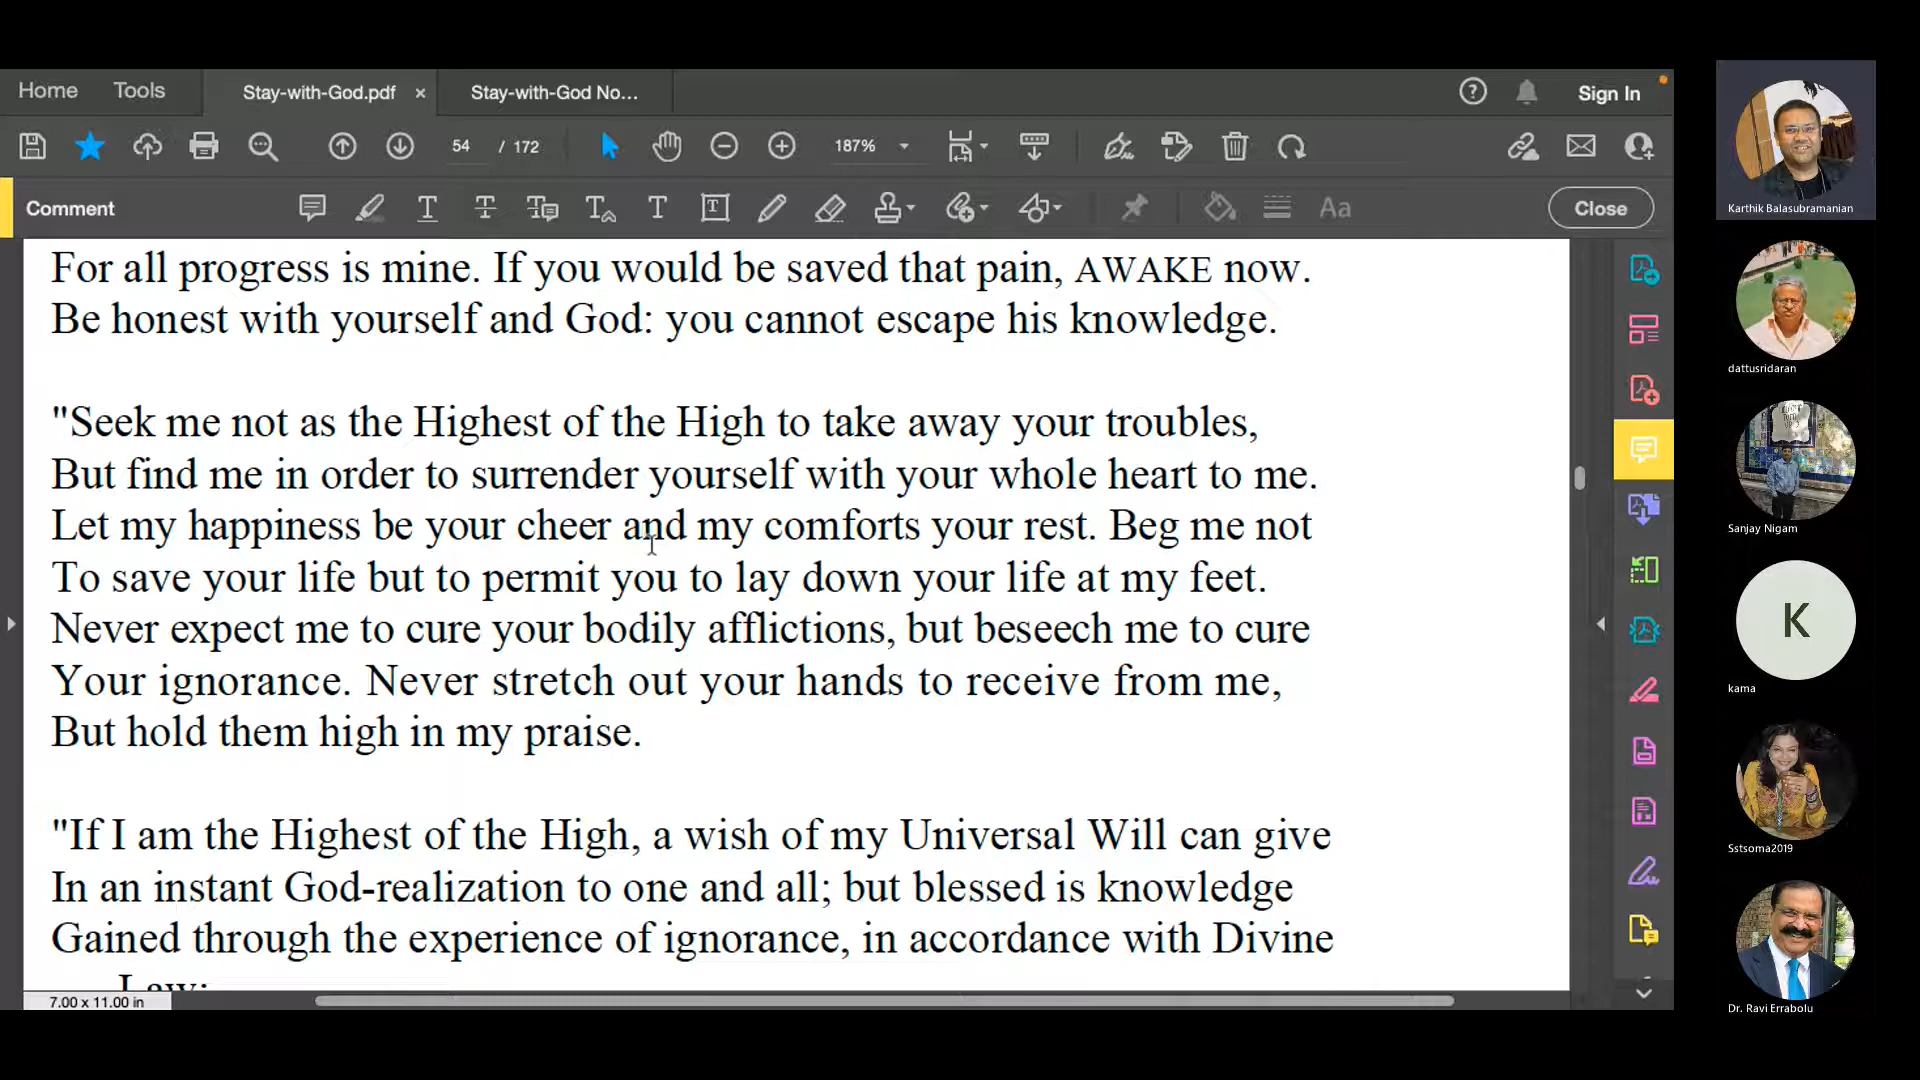 Home
Tools
Stay-with-God.pdf
Stay-with-God No...
Sign In
54 / 172
187%
Comment
Close
For all progress is mine. If you would be saved that pain, AWAKE now.
Be honest with yourself and God: you cannot escape his knowledge.
"Seek me not as the Highest of the High to take away your troubles,
But find me in order to surrender yourself with your whole heart to me.
Let my happiness be your cheer and my comforts your rest. Beg me not
To save your life but to permit you to lay down your life at my feet.
Never expect me to cure your bodily afflictions, but beseech me to cure
Your ignorance. Never stretch out your hands to receive from me,
But hold them high in my praise.
"If I am the Highest of the High, a wish of my Universal Will can give
In an instant God-realization to one and all; but blessed is knowledge
Gained through the experience of ignorance, in accordance with Divine
Law:
7.00 x 11.00 in
Karthik Balasubramanian
dattusridaran
Sanjay Nigam
K
kama
Sstsoma2019
Dr. Ravi Errabolu